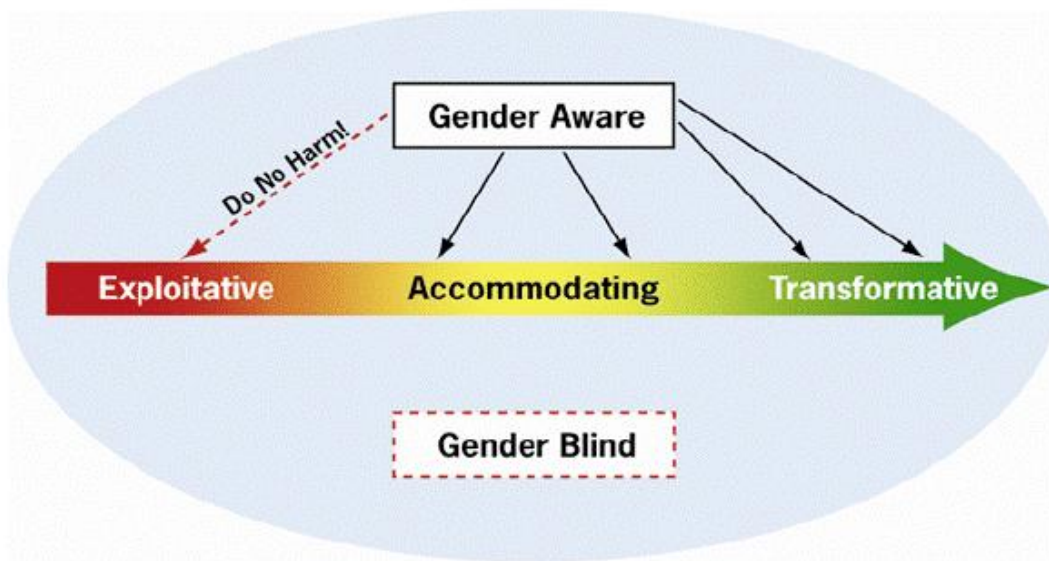 Gender Aware
Do No Harm!
Exploitative
Accommodating
Transformative
Gender Blind